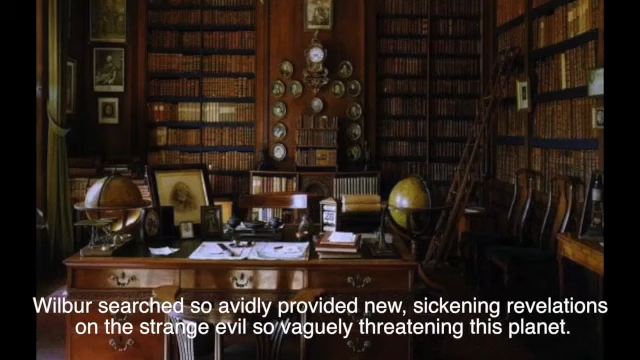 Wilbur searched so avidly provided new, sickening revelations
on the strange evil so vaguely threatening this planet.